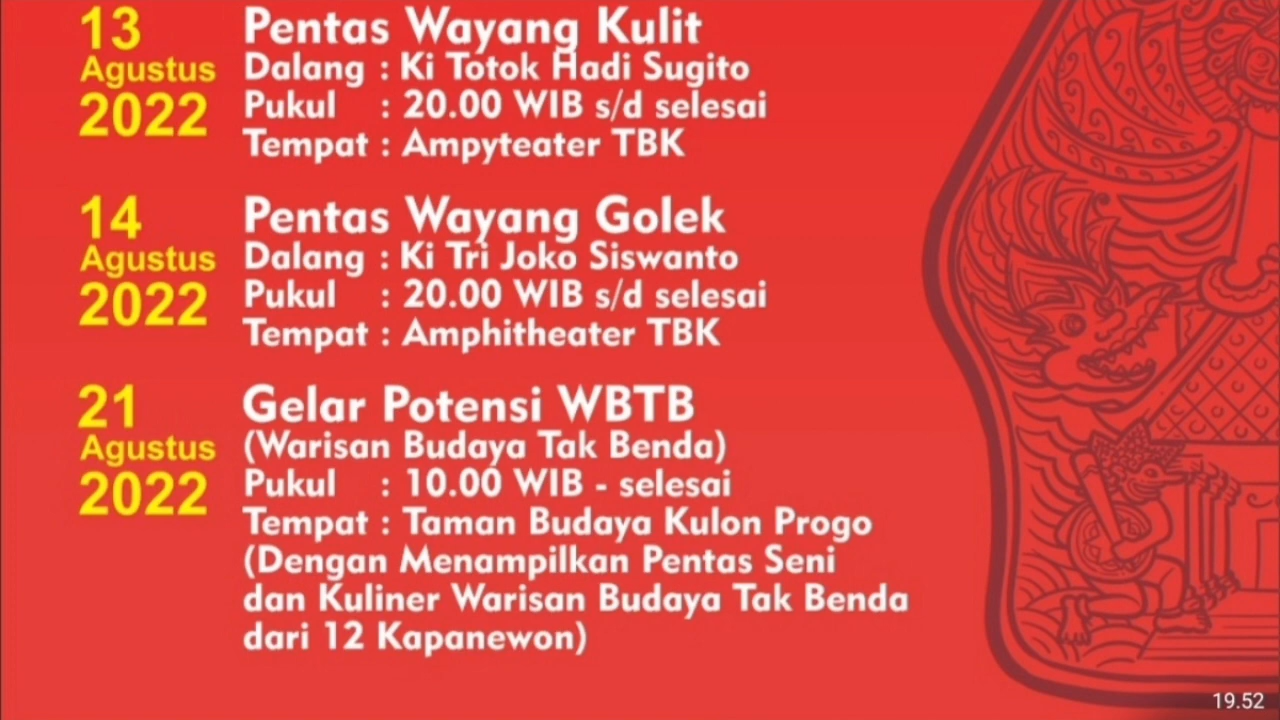 13
Agustus
2022
Pentas Wayang Kulit
Dalang : Ki Totok Hadi Sugito
Pukul : 20.00 WIB s/d selesai
Tempat : Ampyteater TBK
14
Agustus
2022
Pentas Wayang Golek
Dalang : Ki Tri Joko Siswanto
Pukul : 20.00 WIB s/d selesai
Tempat : Amphitheater TBK
21
Agustus
2022
Gelar Potensi WBTB
(Warisan Budaya Tak Benda)
Pukul : 10.00 WIB - selesai
Tempat : Taman Budaya Kulon Progo
(Dengan Menampilkan Pentas Seni
dan Kuliner Warisan Budaya Tak Benda
dari 12 Kapanewon)
19.52